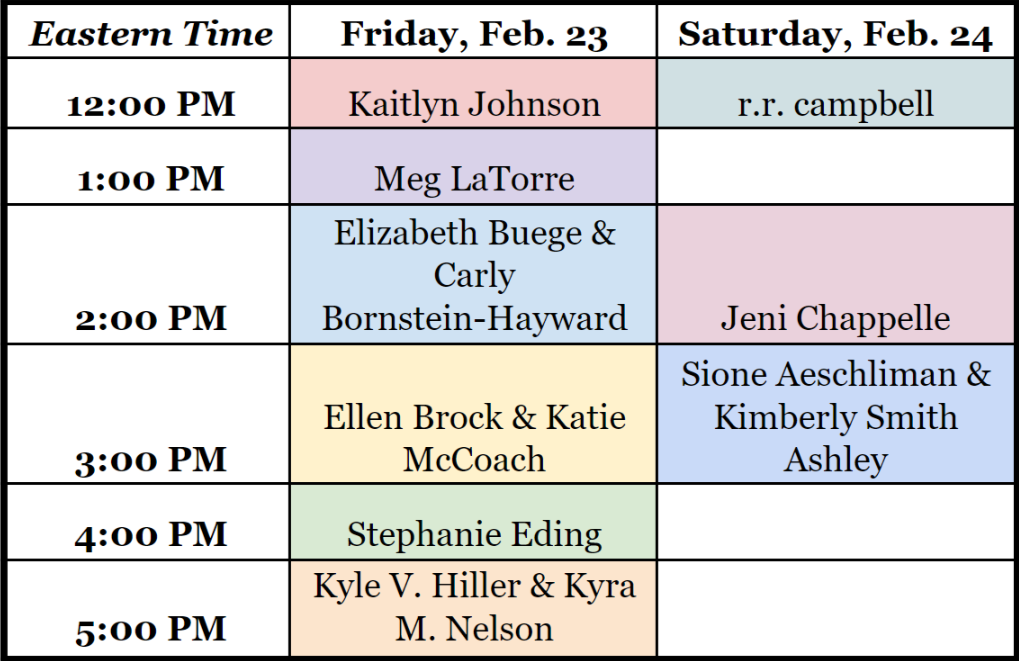 Eastern Time Friday, Feb. 23 Saturday, Feb. 24
12:00 PM Kaitlyn Johnson r.r. campbell
1:00 PM Meg LaTorre
Elizabeth Buege &
Carly
2:00 PM Bornstein-Hayward Jeni Chappelle
Sione Aeschliman &
Ellen Brock & Katie Kimberly Smith
3:00 PM McCoach Ashley
4:00 PM Stephanie Eding
Kyle V. Hiller & Kyra
5:00 PM M. Nelson